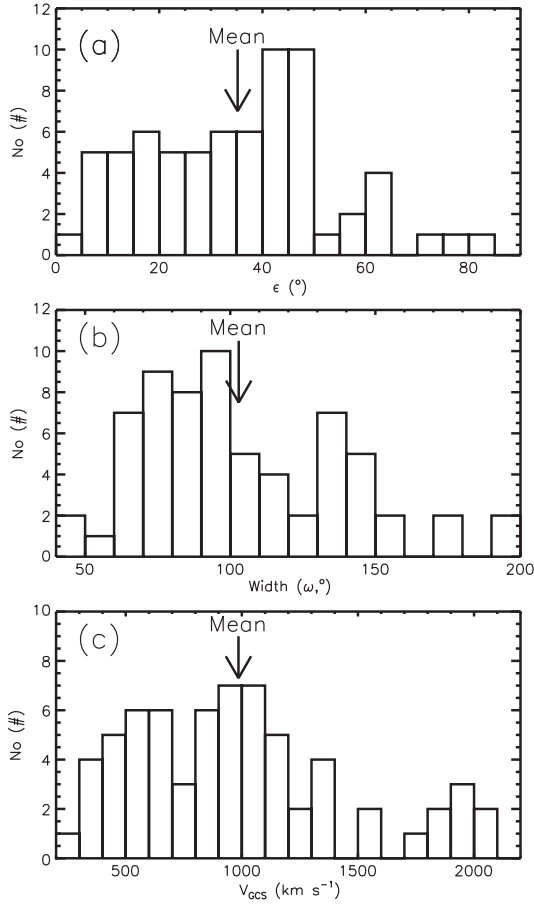 12
(a)
Mean
10
8
6
4
2
0
No (#)
0 20 40 60 80
ϵ (°)
12
(b)
Mean
10
8
6
4
2
0
No (#)
50 100 150 200
Width (ω,°)
10
(c)
Mean
8
6
4
2
0
No (#)
500 1000 1500 2000
V_GCS (km s⁻¹)